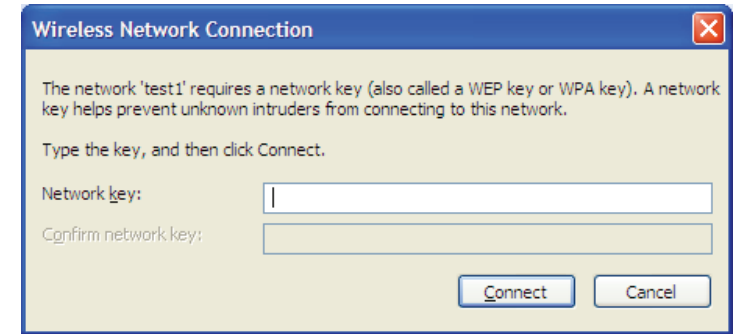 Wireless Network Connection
The network 'test1' requires a network key (also called a WEP key or WPA key). A network
key helps prevent unknown intruders from connecting to this network.
Type the key, and then click Connect.
Network key:
Confirm network key:
Connect Cancel